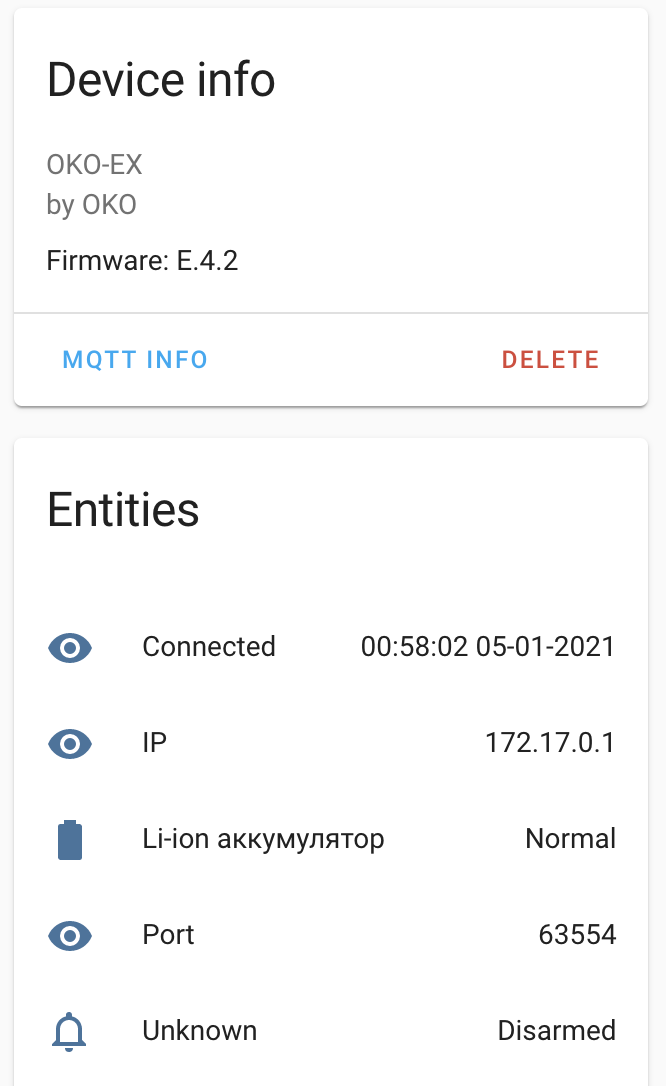 Device info
OKO-EX
by OKO
Firmware: E.4.2
MQTT INFO DELETE
Entities
Connected 00:58:02 05-01-2021
IP 172.17.0.1
Li-ion аккумулятор Normal
Port 63554
Unknown Disarmed